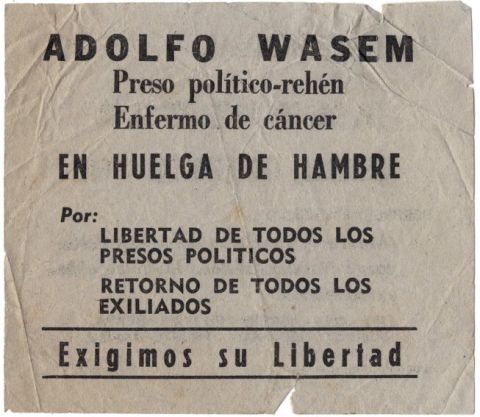 ADOLFO WASEM
Preso político-rehén
Enfermo de cáncer
EN HUELGA DE HAMBRE
Por:
LIBERTAD DE TODOS LOS
PRESOS POLITICOS
RETORNO DE TODOS LOS
EXILIADOS
Exigimos su Libertad